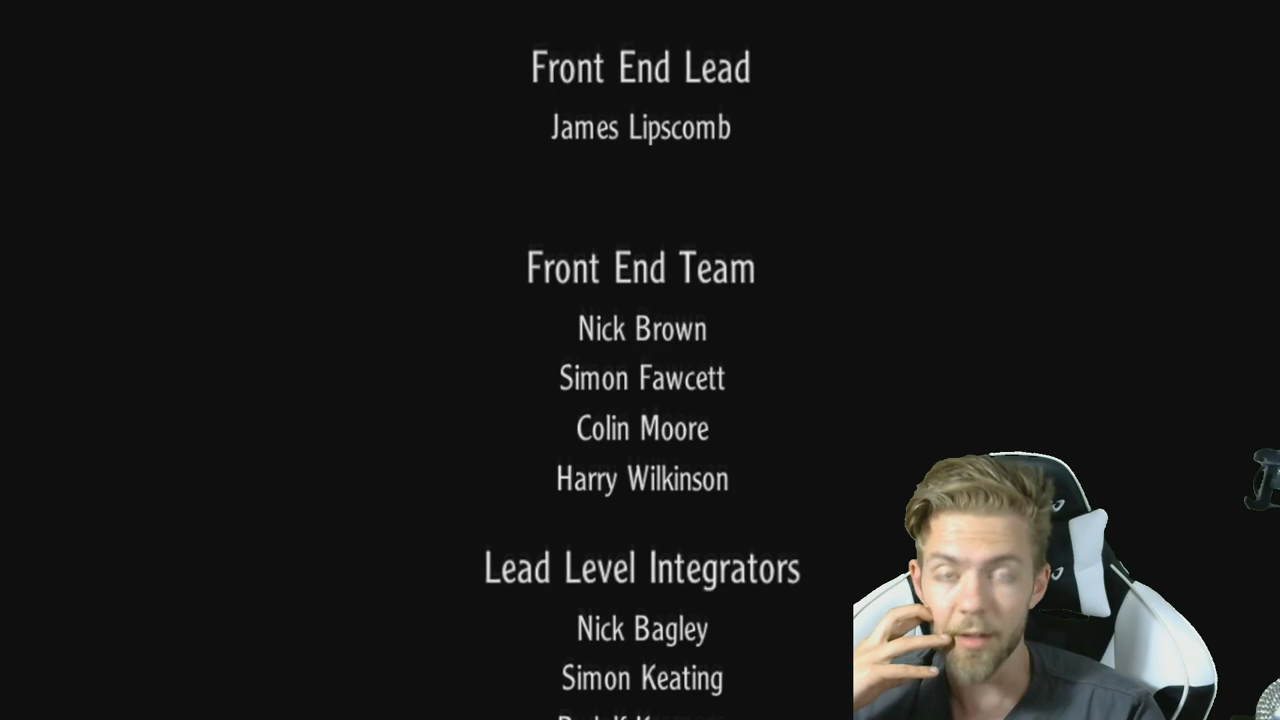 Front End Lead
James Lipscomb
Front End Team
Nick Brown
Simon Fawcett
Colin Moore
Harry Wilkinson
Lead Level Integrators
Nick Bagley
Simon Keating